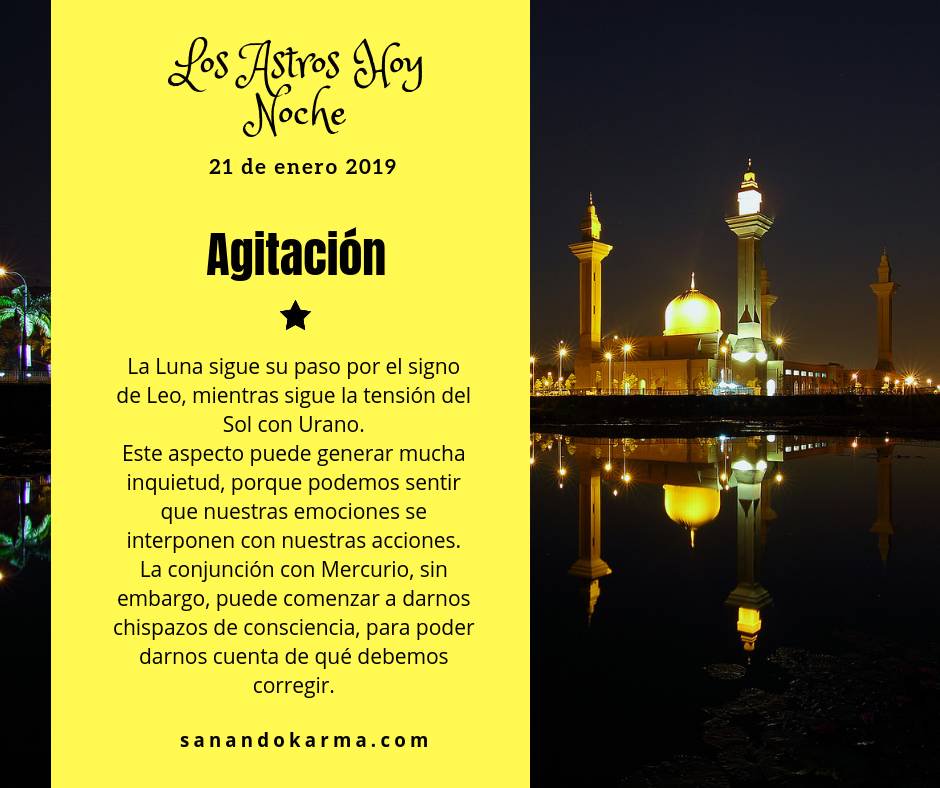 Los Astros Hoy
Noche
21 de enero 2019
Agitación
La Luna sigue su paso por el signo
de Leo, mientras sigue la tensión del
Sol con Urano.
Este aspecto puede generar mucha
inquietud, porque podemos sentir
que nuestras emociones se
interponen con nuestras acciones.
La conjunción con Mercurio, sin
embargo, puede comenzar a darnos
chispazos de consciencia, para poder
darnos cuenta de qué debemos
corregir.
sanandokarma.com